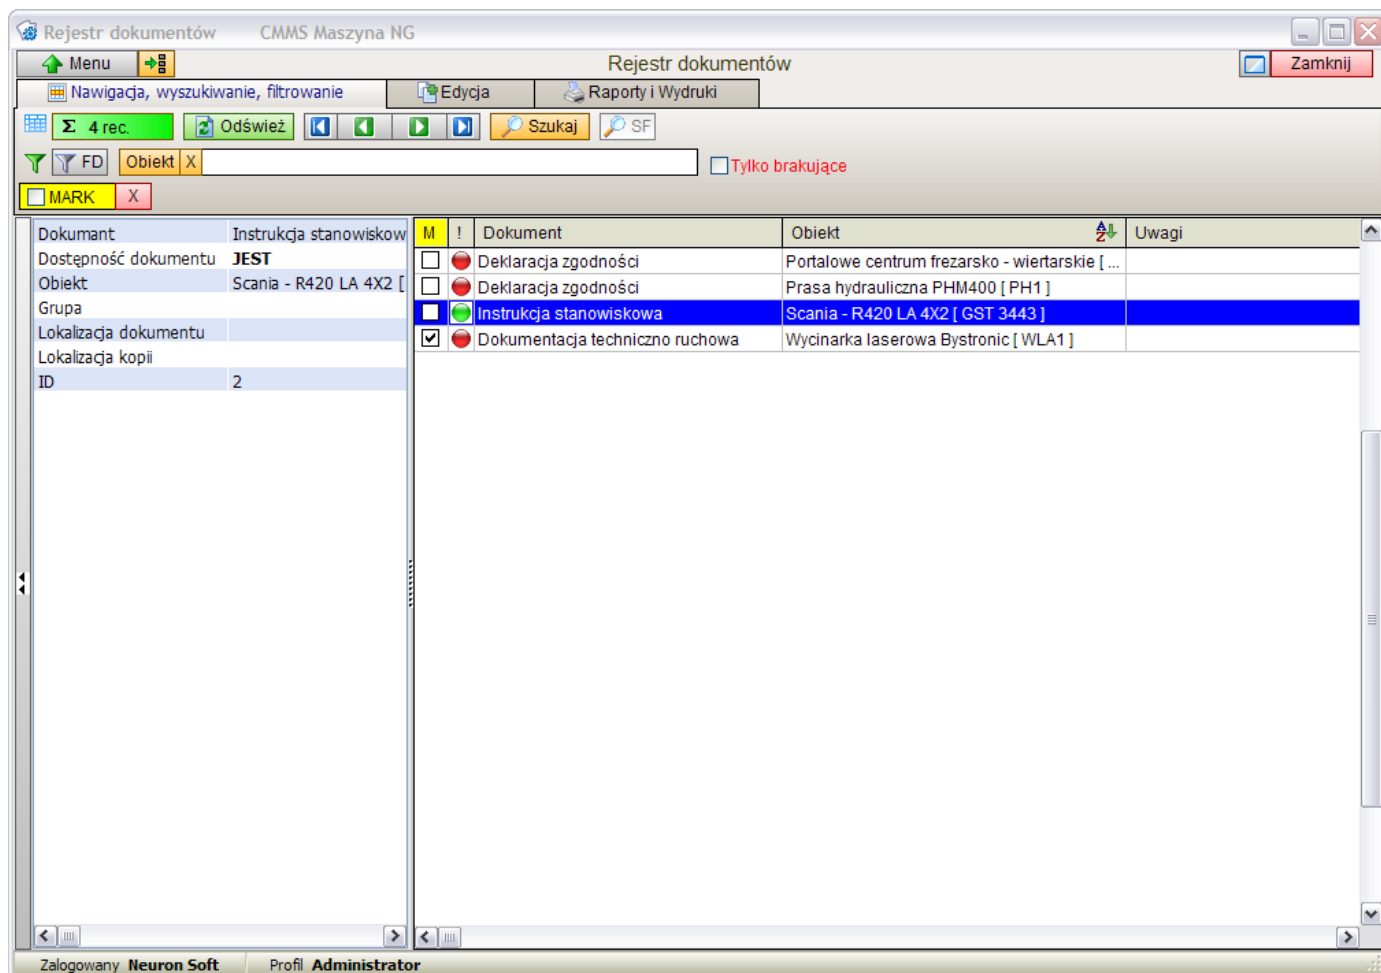 Rejestr dokumentów CMMS Maszyna NG
Menu Rejestr dokumentów Zamknij
Nawigacja, wyszukiwanie, filtrowanie Edycja Raporty i Wydruki
Σ 4 rec. Odśwież Szukaj SF
FD Obiekt X Tylko brakujące
MARK X
Dokumant Instrukcja stanowiskow
Dostępność dokumentu JEST
Obiekt Scania - R420 LA 4X2 [
Grupa
Lokalizacja dokumentu
Lokalizacja kopii
ID 2
M ! Dokument Obiekt AZ Uwagi
Deklaracja zgodności Portalowe centrum frezarsko - wiertarskie [ ...
Deklaracja zgodności Prasa hydrauliczna PHM400 [ PH1 ]
Instrukcja stanowiskowa Scania - R420 LA 4X2 [ GST 3443 ]
Dokumentacja techniczno ruchowa Wycinarka laserowa Bystronic [ WLA1 ]
Zalogowany Neuron Soft Profil Administrator